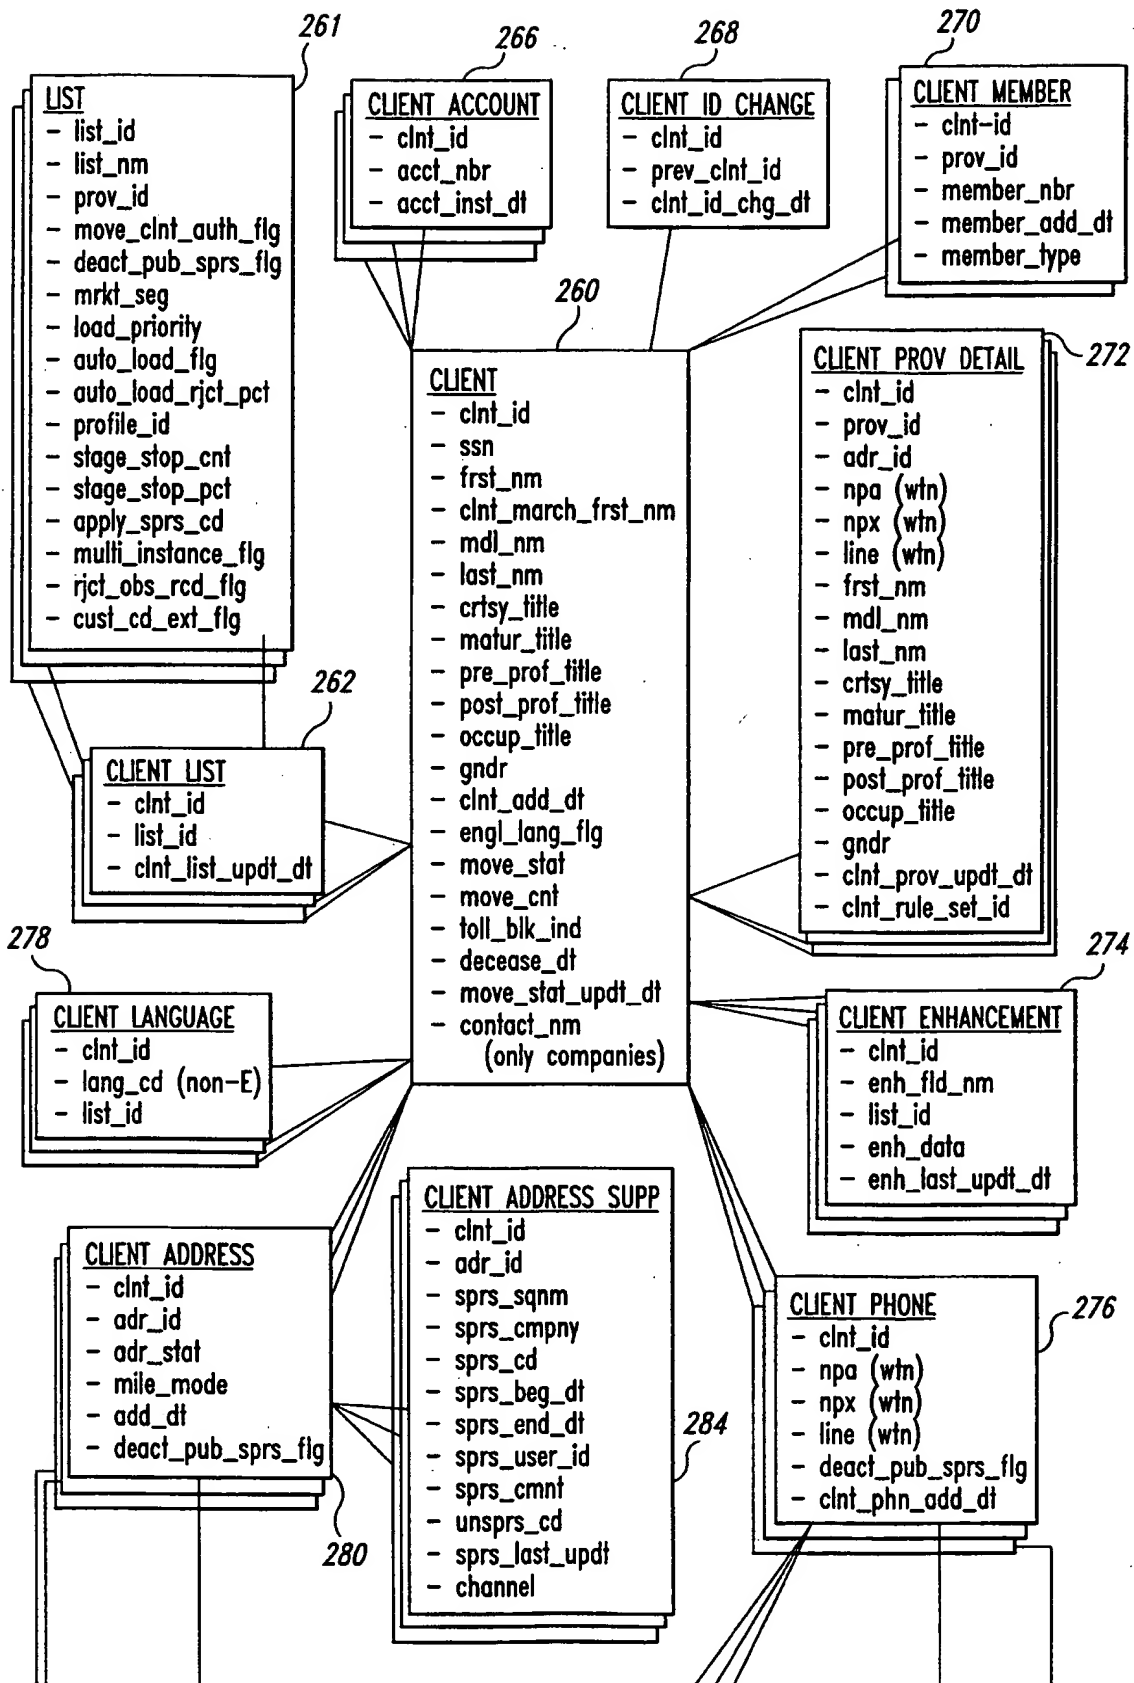 261
LIST
- list_id
- list_nm
- prov_id
- move_clnt_auth_flg
- deact_pub_sprs_flg
- mrkt_seg
- load_priority
- auto_load_flg
- auto_load_rjct_pct
- profile_id
- stage_stop_cnt
- stage_stop_pct
- apply_sprs_cd
- multi_instance_flg
- rjct_obs_rcd_flg
- cust_cd_ext_flg
266
CLIENT ACCOUNT
- clnt_id
- acct_nbr
- acct_inst_dt
268
CLIENT ID CHANGE
- clnt_id
- prev_clnt_id
- clnt_id_chg_dt
270
CLIENT MEMBER
- clnt-id
- prov_id
- member_nbr
- member_add_dt
- member_type
260
CLIENT
- clnt_id
- ssn
- frst_nm
- clnt_march_frst_nm
- mdl_nm
- last_nm
- crtsy_title
- matur_title
- pre_prof_title
- post_prof_title
- occup_title
- gndr
- clnt_add_dt
- engl_lang_flg
- move_stat
- move_cnt
- toll_blk_ind
- decease_dt
- move_stat_updt_dt
- contact_nm
(only companies)
272
CLIENT PROV DETAIL
- clnt_id
- prov_id
- adr_id
- npa (wtn)
- npx (wtn)
- line (wtn)
- frst_nm
- mdl_nm
- last_nm
- crtsy_title
- matur_title
- pre_prof_title
- post_prof_title
- occup_title
- gndr
- clnt_prov_updt_dt
- clnt_rule_set_id
262
CLIENT LIST
- clnt_id
- list_id
- clnt_list_updt_dt
278
CLIENT LANGUAGE
- clnt_id
- lang_cd (non-E)
- list_id
274
CLIENT ENHANCEMENT
- clnt_id
- enh_fld_nm
- list_id
- enh_data
- enh_last_updt_dt
CLIENT ADDRESS
- clnt_id
- adr_id
- adr_stat
- mile_mode
- add_dt
- deact_pub_sprs_flg
280
CLIENT ADDRESS SUPP
- clnt_id
- adr_id
- sprs_sqnm
- sprs_cmpny
- sprs_cd
- sprs_beg_dt
- sprs_end_dt
- sprs_user_id
- sprs_cmnt
- unsprs_cd
- sprs_last_updt
- channel
284
CLIENT PHONE
- clnt_id
- npa (wtn)
- npx (wtn)
- line (wtn)
- deact_pub_sprs_flg
- clnt_phn_add_dt
276